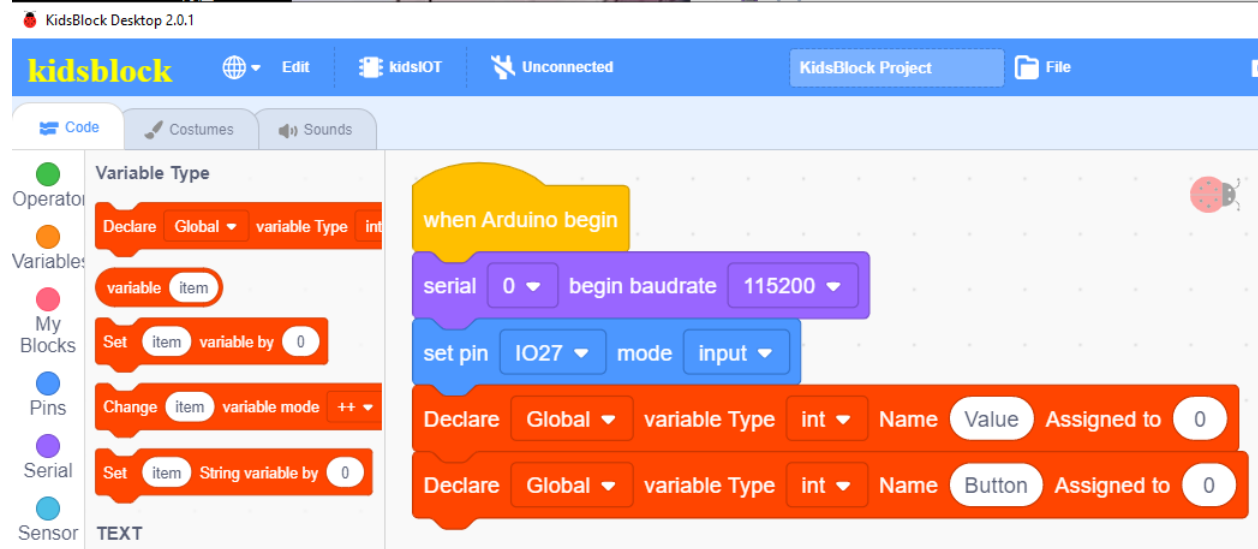 KidsBlock Desktop 2.0.1
kidsblock Edit kidsIOT Unconnected KidsBlock Project File
Code Costumes Sounds
Operator
Variables
My
Blocks
Pins
Serial
Sensor
Variable Type
Declare Global variable Type int
variable item
Set item variable by 0
Change item variable mode ++
Set item String variable by 0
TEXT
when Arduino begin
serial 0 begin baudrate 115200
set pin IO27 mode input
Declare Global variable Type int Name Value Assigned to 0
Declare Global variable Type int Name Button Assigned to 0